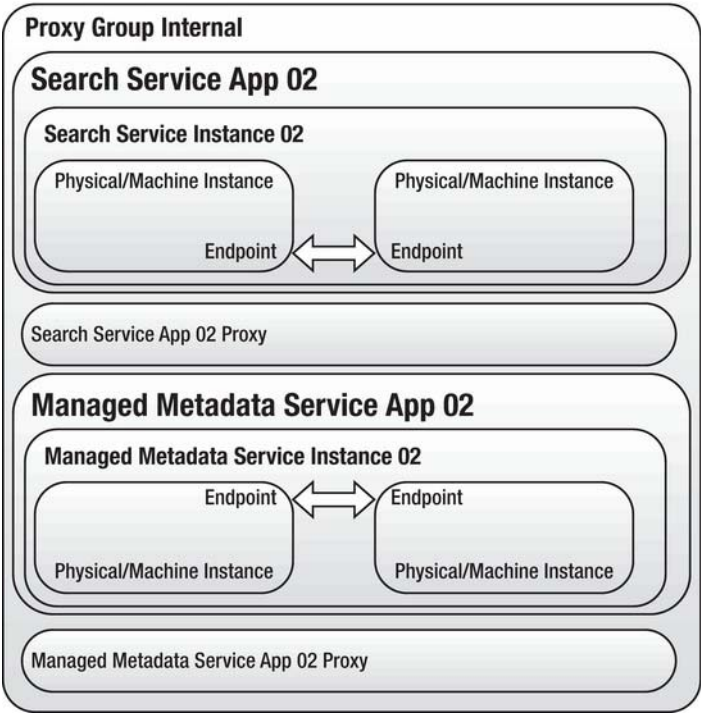 Proxy Group Internal
Search Service App 02
Search Service Instance 02
Physical/Machine Instance
Physical/Machine Instance
Endpoint
Endpoint
Search Service App 02 Proxy
Managed Metadata Service App 02
Managed Metadata Service Instance 02
Endpoint
Endpoint
Physical/Machine Instance
Physical/Machine Instance
Managed Metadata Service App 02 Proxy